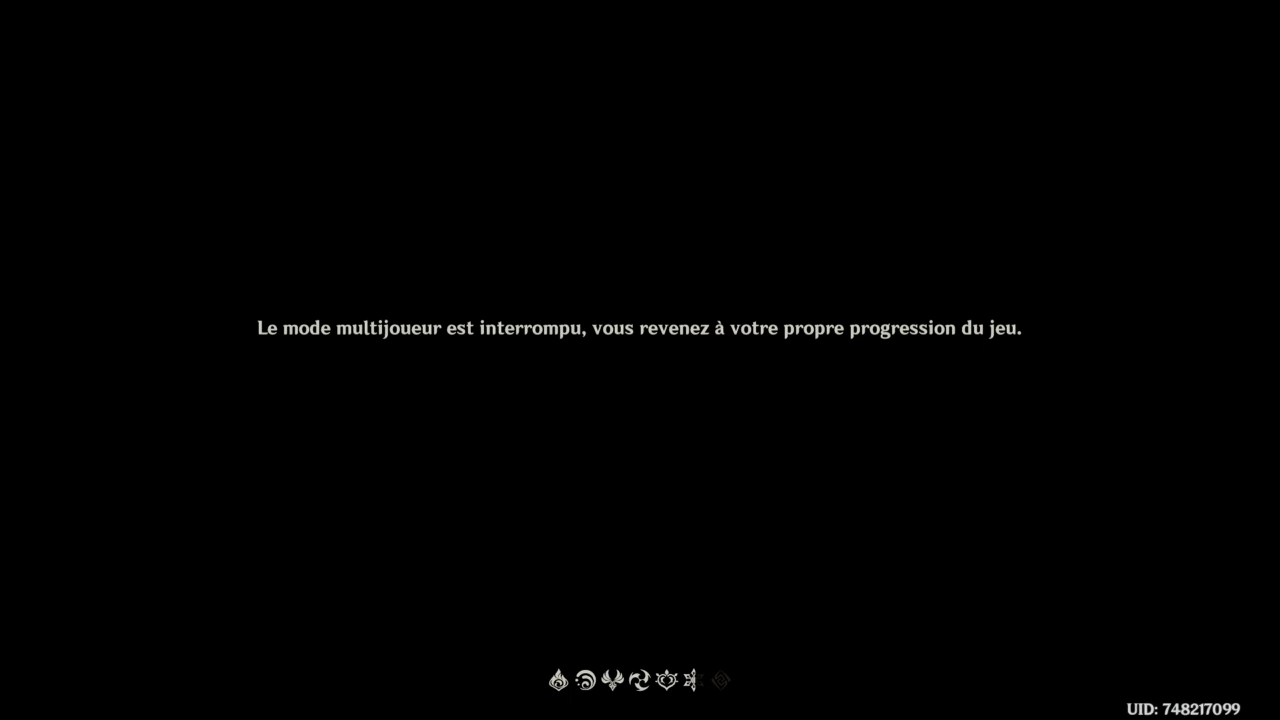 Le mode multijoueur est interrompu, vous revenez à votre propre progression du jeu.
UID: 748217099